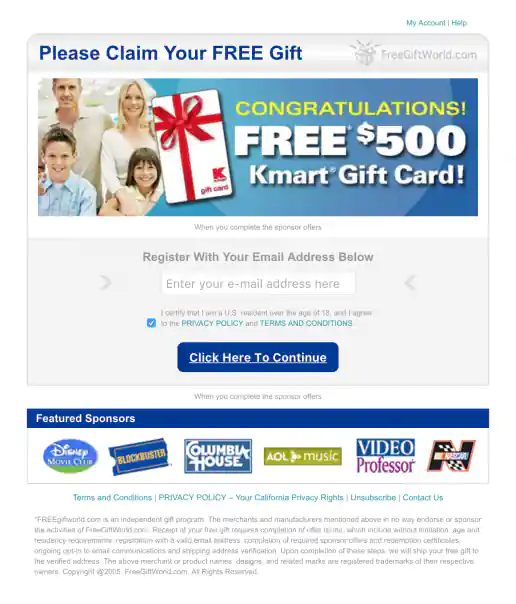 My Account | Help
Please Claim Your FREE Gift
FreeGiftWorld.com
CONGRATULATIONS!
FREE* $500
Kmart® Gift Card!
K
gift card
When you complete the sponsor offers
Register With Your Email Address Below
Enter your e-mail address here
I certify that I am a U.S. resident over the age of 18, and I agree
to the PRIVACY POLICY and TERMS AND CONDITIONS
Click Here To Continue
When you complete the sponsor offers
Featured Sponsors
Disney
MOVIE CLUB
BLOCKBUSTER
COLUMBIA
HOUSE
AOL music
VIDEO
Professor
N
Terms and Conditions | PRIVACY POLICY – Your California Privacy Rights | Unsubscribe | Contact Us
*FREEgiftworld.com is an independent gift program. The merchants and manufacturers mentioned above in no way endorse or sponsor
the activities of FreeGiftWorld.com. Receipt of your free gift requires completion of offer terms, which include without limitation: age and
residency requirements, registration with a valid email address, completion of required sponsor offers and redemption certificates,
ongoing opt-in to email communications and shipping address verification. Upon completion of these steps, we will ship your free gift to
the verified address. The above merchant or product names, designs, and related marks are registered trademarks of their respective
owners. Copyright @2005. FreeGiftWorld.com. All Rights Reserved.